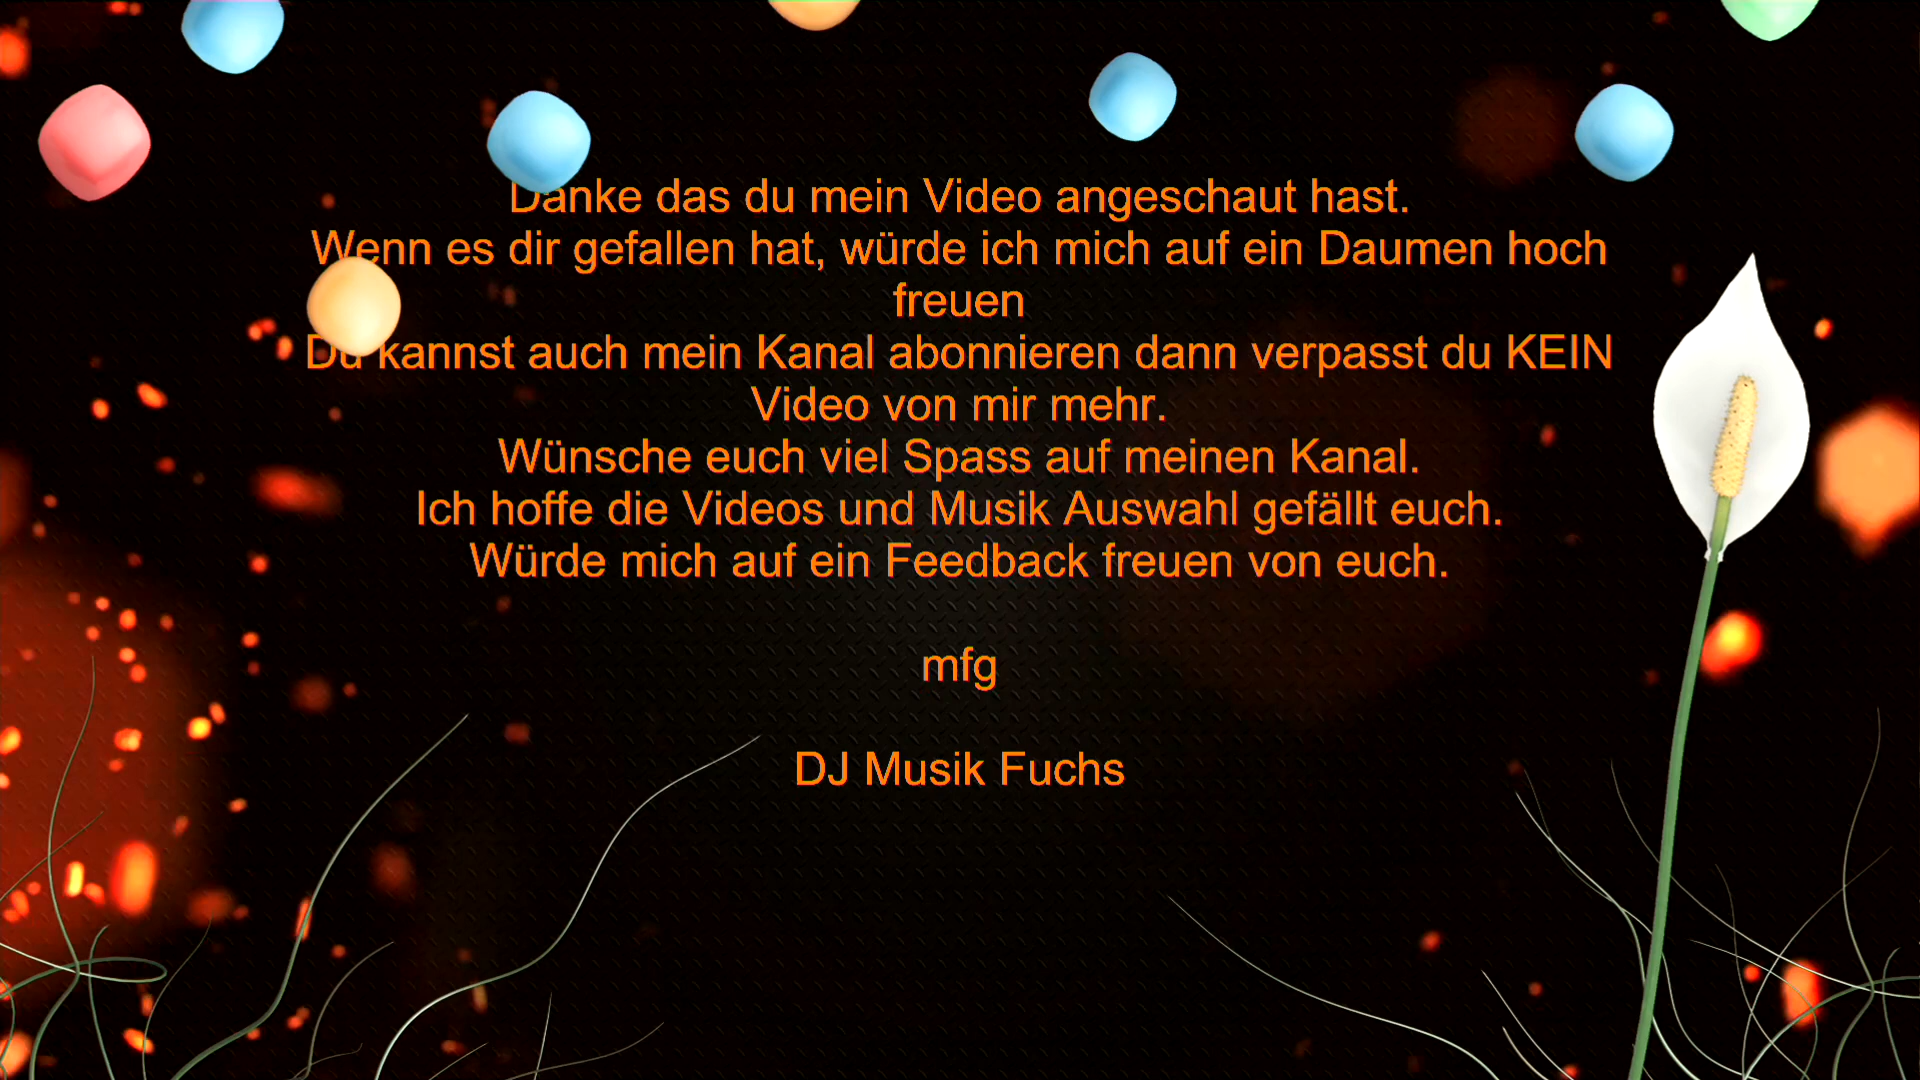 Danke das du mein Video angeschaut hast.
Wenn es dir gefallen hat, würde ich mich auf ein Daumen hoch
freuen
Du kannst auch mein Kanal abonnieren dann verpasst du KEIN
Video von mir mehr.
Wünsche euch viel Spass auf meinen Kanal.
Ich hoffe die Videos und Musik Auswahl gefällt euch.
Würde mich auf ein Feedback freuen von euch.
mfg
DJ Musik Fuchs